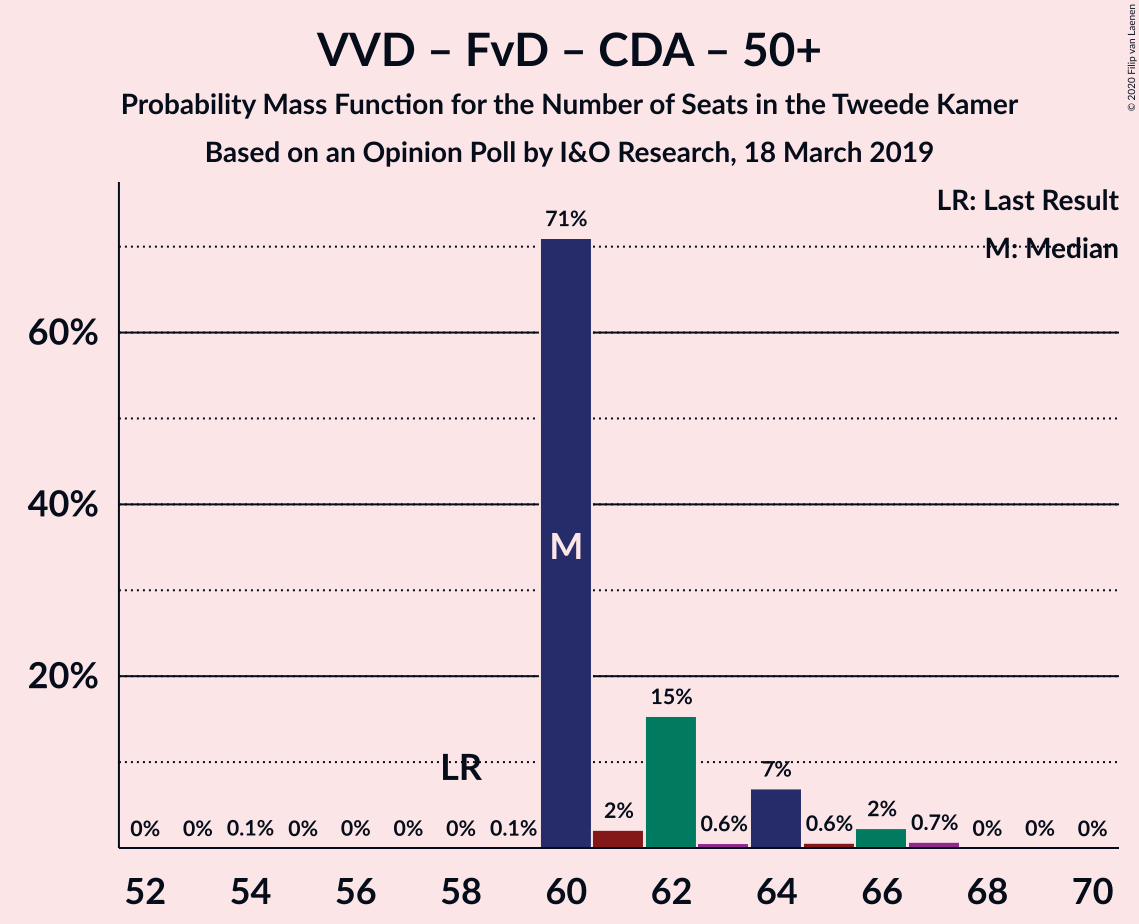 VVD – FvD – CDA – 50+
Probability Mass Function for the Number of Seats in the Tweede Kamer
Based on an Opinion Poll by I&O Research, 18 March 2019
© 2020 Filip van Laenen
LR: Last Result
M: Median
60%
40%
20%
0% 0% 0.1% 0% 0% 0% 0% 0.1% 71% 2% 15% 0.6% 7% 0.6% 2% 0.7% 0% 0% 0%
LR
M
52 54 56 58 60 62 64 66 68 70